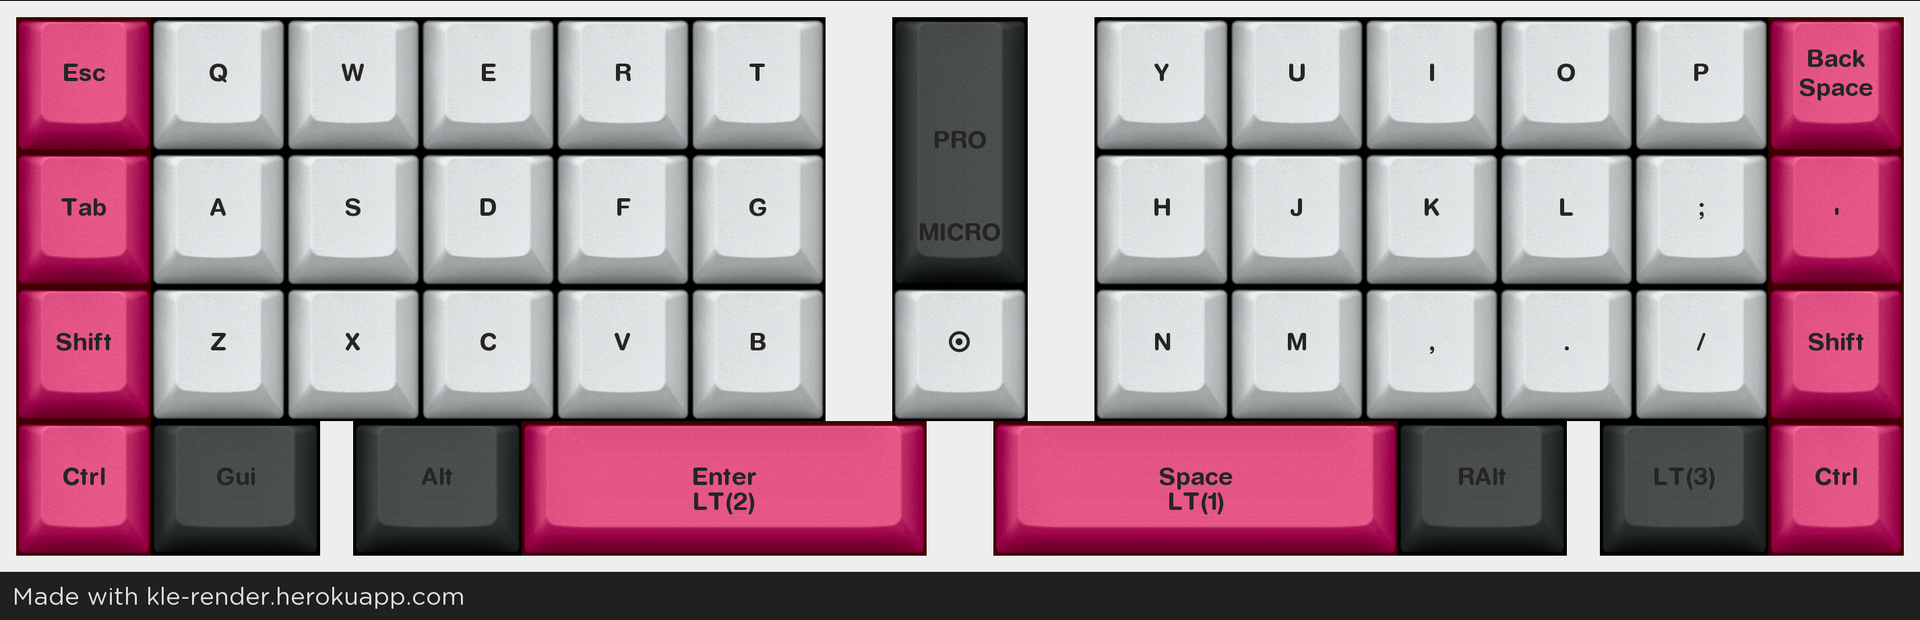 Esc Q W E R T Y U I O P Back
Space
PRO
Tab A S D F G H J K L ; '
MICRO
Shift Z X C V B ⊙ N M , . / Shift
Ctrl Gui Alt Enter Space RAlt LT(3) Ctrl
LT(2) LT(1)
Made with kle-render.herokuapp.com